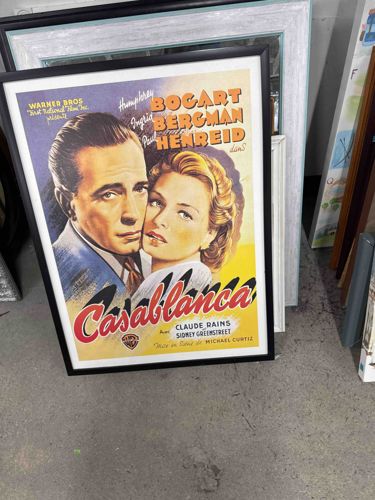 WARNER BROS
"First National Films" Inc.
présente
Humphrey
BOGART
Ingrid
BERGMAN
Paul
HENREID
dans
Casablanca
Avec CLAUDE RAINS
SIDNEY GREENSTREET
Mise en Scène de MICHAEL CURTIZ